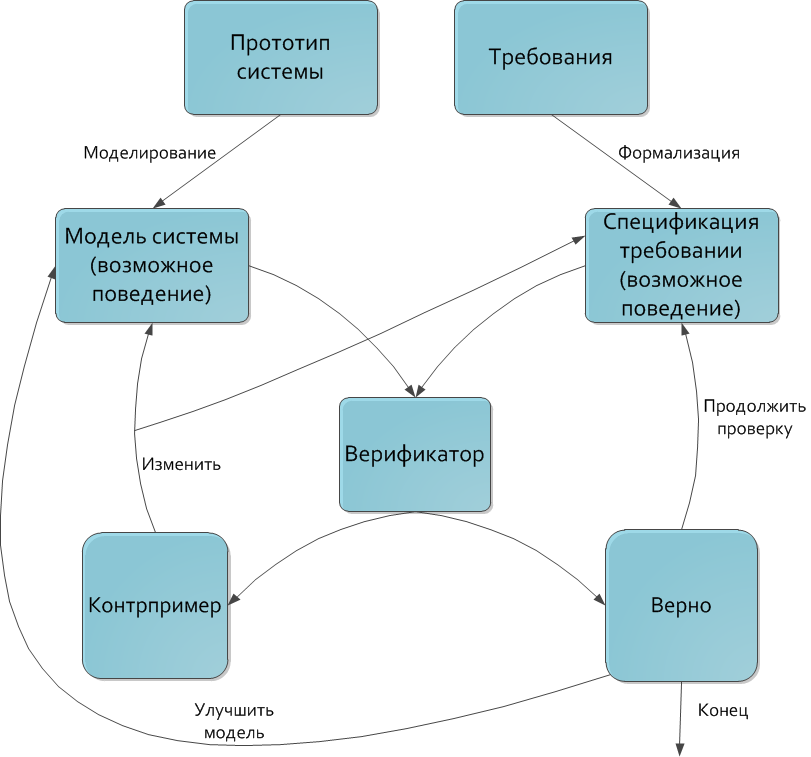 Прототип
системы
Требования
Моделирование
Формализация
Модель системы
(возможное
поведение)
Спецификация
требовании
(возможное
поведение)
Продолжить
проверку
Верификатор
Изменить
Контрпример
Верно
Улучшить
модель
Конец